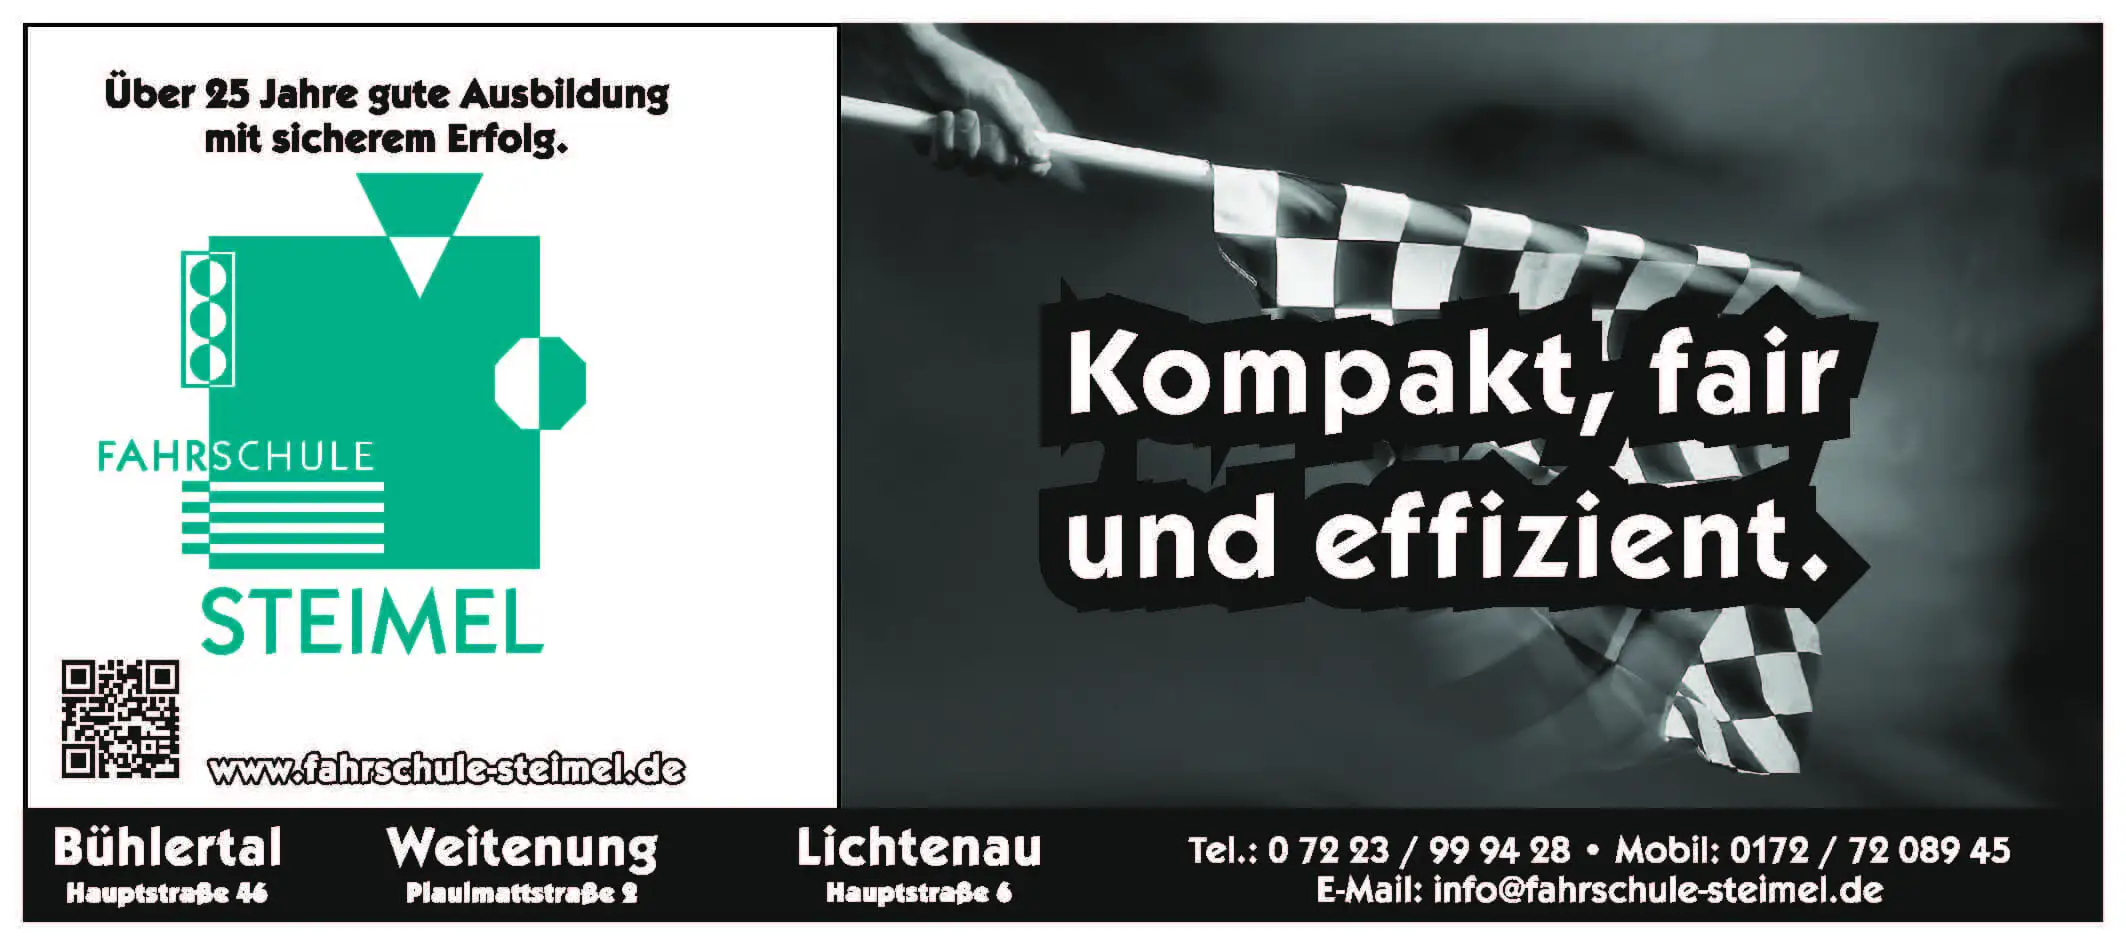 Über 25 Jahre gute Ausbildung
mit sicherem Erfolg.
FAHRSCHULE
STEIMEL
www.fahrschule-steimel.de
Kompakt, fair
und effizient.
Bühlertal
Hauptstraße 46
Weitenung
Plaulmattstraße 2
Lichtenau
Hauptstraße 6
Tel.: 0 72 23 / 99 94 28 • Mobil: 0172 / 72 089 45
E-Mail: info@fahrschule-steimel.de